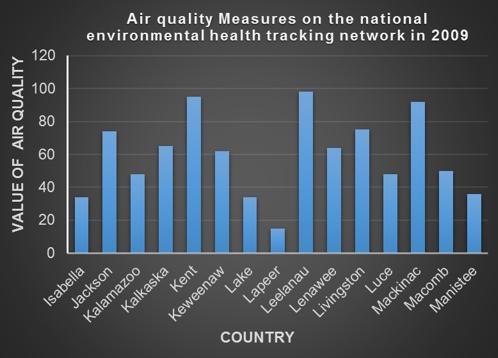 Air quality Measures on the national
environmental health tracking network in 2009
VALUE OF AIR QUALITY
120
100
80
60
40
20
0
Isabella
Jackson
Kalamazoo
Kalkaska
Kent
Keweenaw
Lake
Lapeer
Leelanau
Lenawee
Livingston
Luce
Mackinac
Macomb
Manistee
COUNTRY